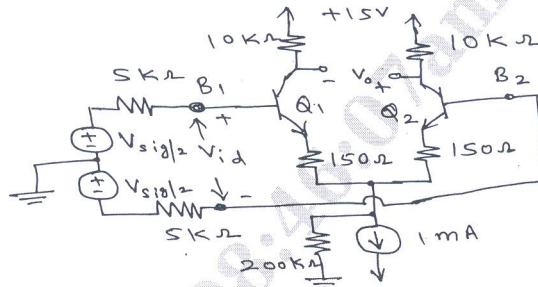 +15V
10KΩ
10KΩ
5KΩ
B1
-
Vo+
B2
+
Q1
Q2
Vsig/2
Vid
150Ω
150Ω
Vsig/2
-
5KΩ
1mA
200KΩ